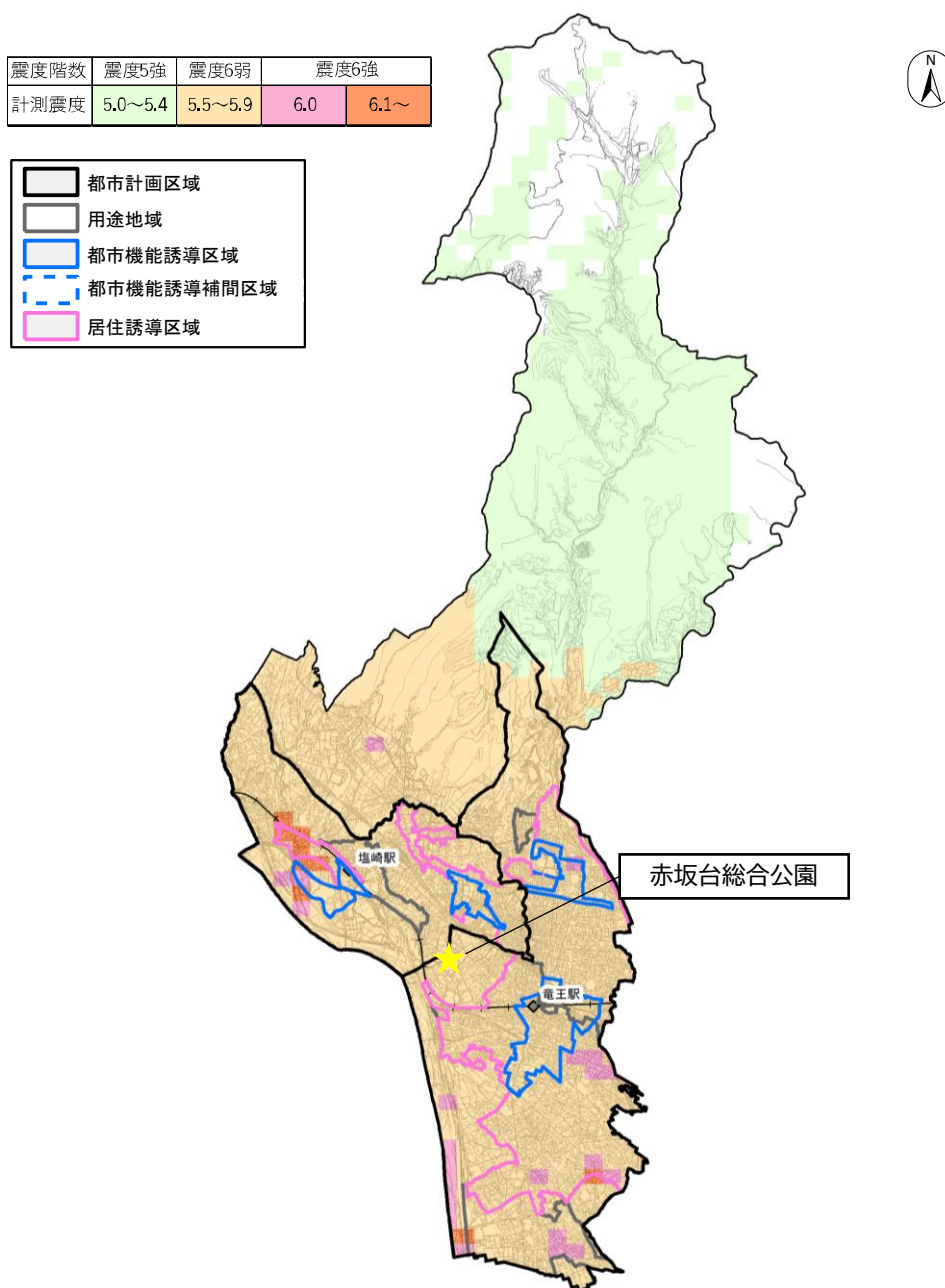 震度階数 震度5強 震度6弱 震度6強
計測震度 5.0～5.4 5.5～5.9 6.0 6.1～
N
都市計画区域
用途地域
都市機能誘導区域
都市機能誘導補間区域
居住誘導区域
塩崎駅
赤坂台総合公園
竜王駅